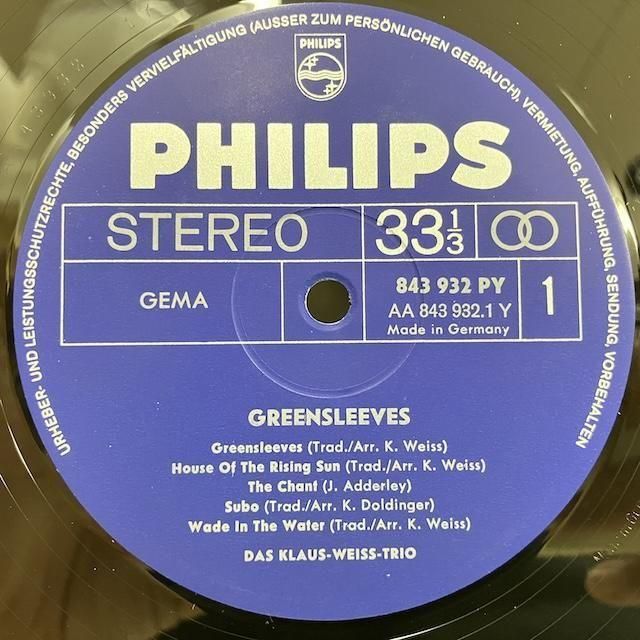 URHEBER- UND LEISTUNGSSCHUTZRECHTE, BESONDERS VERVIELFÄLTIGUNG (AUSSER ZUM PERSÖNLICHEN GEBRAUCH), VERMIETUNG, AUFFÜHRUNG, SENDUNG, VORBEHALTEN
PHILIPS
PHILIPS
STEREO 33⅓
GEMA 843 932 PY 1
AA 843 932.1 Y
Made in Germany
GREENSLEEVES
Greensleeves (Trad./Arr. K. Weiss)
House Of The Rising Sun (Trad./Arr. K. Weiss)
The Chant (J. Adderley)
Subo (Trad./Arr. K. Doldinger)
Wade In The Water (Trad./Arr. K. Weiss)
DAS KLAUS-WEISS-TRIO